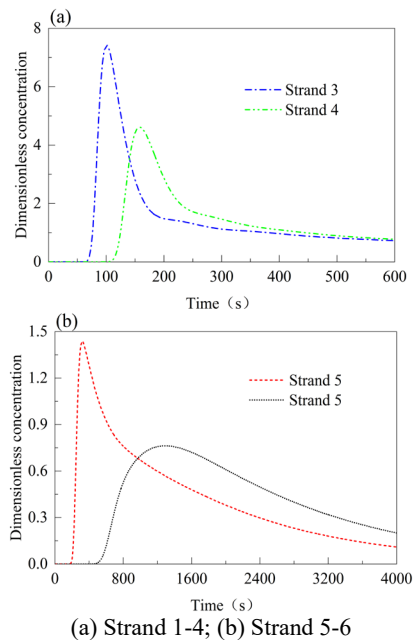 (a)
8
6
4
2
0
Dimensionless concentration
Strand 3
Strand 4
0 100 200 300 400 500 600
Time（s）
(b)
1.5
1.2
0.9
0.6
0.3
0.0
Dimensionless concentration
Strand 5
Strand 5
0 800 1600 2400 3200 4000
Time（s）
(a) Strand 1-4; (b) Strand 5-6